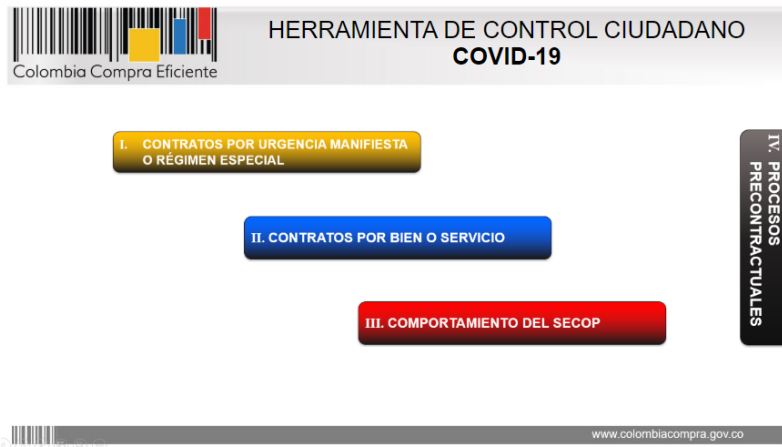 Colombia Compra Eficiente
HERRAMIENTA DE CONTROL CIUDADANO
COVID-19
I. CONTRATOS POR URGENCIA MANIFIESTA
O RÉGIMEN ESPECIAL
II. CONTRATOS POR BIEN O SERVICIO
III. COMPORTAMIENTO DEL SECOP
IV. PROCESOS
PRECONTRACTUALES
www.colombiacompra.gov.co